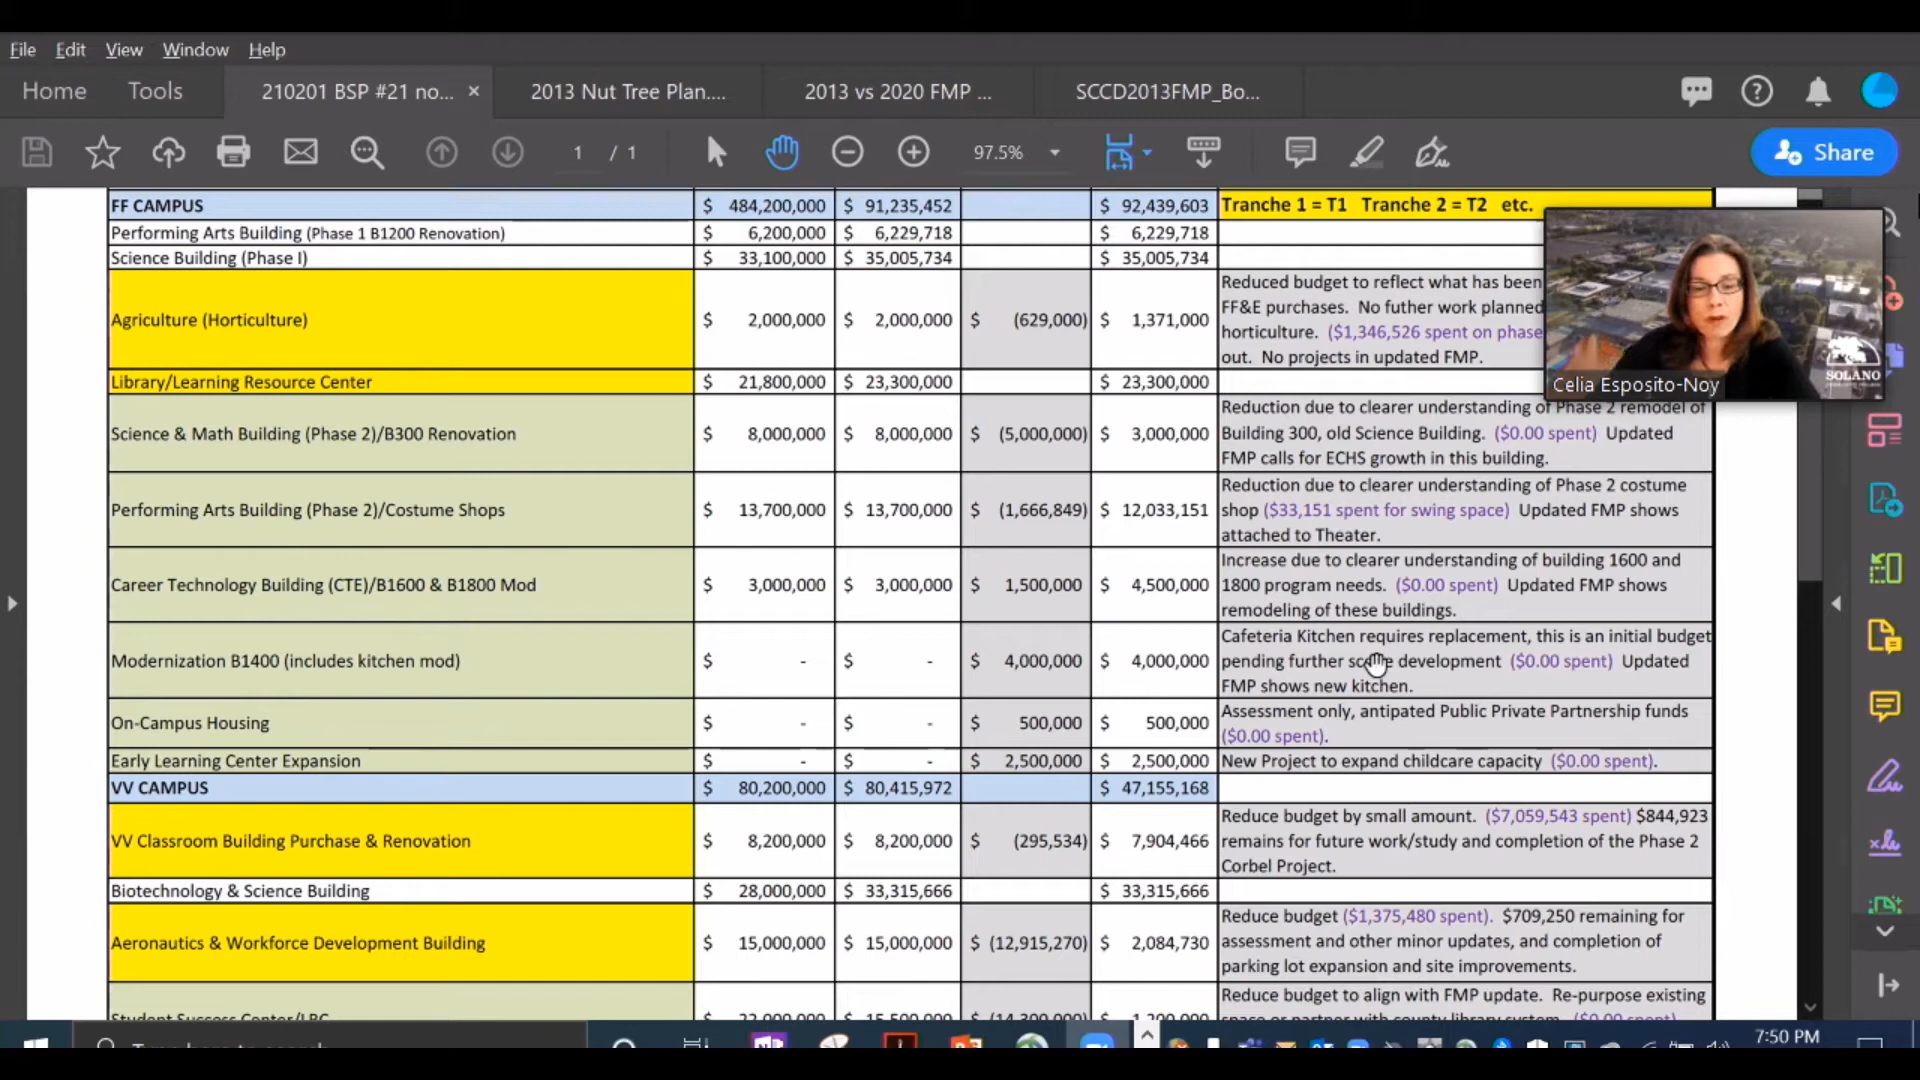 File Edit View Window Help
Home Tools 210201 BSP #21 no... × 2013 Nut Tree Plan.... 2013 vs 2020 FMP ... SCCD2013FMP_Bo...
1 / 1 97.5% Share
FF CAMPUS $ 484,200,000 $ 91,235,452 $ 92,439,603 Tranche 1 = T1 Tranche 2 = T2 etc.
Performing Arts Building (Phase 1 B1200 Renovation) $ 6,200,000 $ 6,229,718 $ 6,229,718
Science Building (Phase I) $ 33,100,000 $ 35,005,734 $ 35,005,734
Agriculture (Horticulture) $ 2,000,000 $ 2,000,000 $ (629,000) $ 1,371,000
Reduced budget to reflect what has been
FF&E purchases. No futher work planned
horticulture. ($1,346,526 spent on phase
out. No projects in updated FMP.
Celia Esposito-Noy
SOLANO
Library/Learning Resource Center $ 21,800,000 $ 23,300,000 $ 23,300,000
Science & Math Building (Phase 2)/B300 Renovation $ 8,000,000 $ 8,000,000 $ (5,000,000) $ 3,000,000
Reduction due to clearer understanding of Phase 2 remodel of
Building 300, old Science Building. ($0.00 spent) Updated
FMP calls for ECHS growth in this building.
Performing Arts Building (Phase 2)/Costume Shops $ 13,700,000 $ 13,700,000 $ (1,666,849) $ 12,033,151
Reduction due to clearer understanding of Phase 2 costume
shop ($33,151 spent for swing space) Updated FMP shows
attached to Theater.
Career Technology Building (CTE)/B1600 & B1800 Mod $ 3,000,000 $ 3,000,000 $ 1,500,000 $ 4,500,000
Increase due to clearer understanding of building 1600 and
1800 program needs. ($0.00 spent) Updated FMP shows
remodeling of these buildings.
Modernization B1400 (includes kitchen mod) $ - $ - $ 4,000,000 $ 4,000,000
Cafeteria Kitchen requires replacement, this is an initial budget
pending further scope development ($0.00 spent) Updated
FMP shows new kitchen.
On-Campus Housing $ - $ - $ 500,000 $ 500,000
Assessment only, antipated Public Private Partnership funds
($0.00 spent).
Early Learning Center Expansion $ - $ - $ 2,500,000 $ 2,500,000 New Project to expand childcare capacity ($0.00 spent).
VV CAMPUS $ 80,200,000 $ 80,415,972 $ 47,155,168
VV Classroom Building Purchase & Renovation $ 8,200,000 $ 8,200,000 $ (295,534) $ 7,904,466
Reduce budget by small amount. ($7,059,543 spent) $844,923
remains for future work/study and completion of the Phase 2
Corbel Project.
Biotechnology & Science Building $ 28,000,000 $ 33,315,666 $ 33,315,666
Aeronautics & Workforce Development Building $ 15,000,000 $ 15,000,000 $ (12,915,270) $ 2,084,730
Reduce budget ($1,375,480 spent). $709,250 remaining for
assessment and other minor updates, and completion of
parking lot expansion and site improvements.
Reduce budget to align with FMP update. Re-purpose existing
7:50 PM